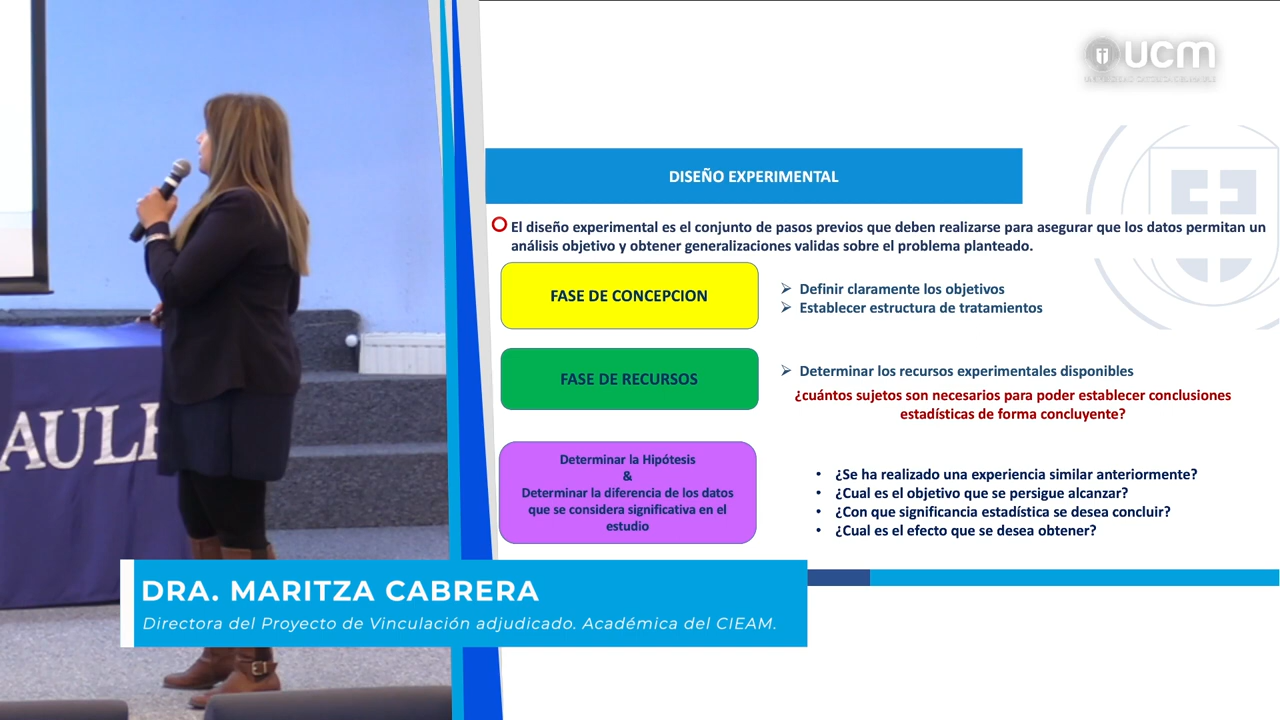 ucm
DISEÑO EXPERIMENTAL
El diseño experimental es el conjunto de pasos previos que deben realizarse para asegurar que los datos permitan un
análisis objetivo y obtener generalizaciones validas sobre el problema planteado.
FASE DE CONCEPCION
➢ Definir claramente los objetivos
➢ Establecer estructura de tratamientos
FASE DE RECURSOS
➢ Determinar los recursos experimentales disponibles
¿cuántos sujetos son necesarios para poder establecer conclusiones
estadísticas de forma concluyente?
Determinar la Hipótesis
&
Determinar la diferencia de los datos
que se considera significativa en el
estudio
• ¿Se ha realizado una experiencia similar anteriormente?
• ¿Cual es el objetivo que se persigue alcanzar?
• ¿Con que significancia estadística se desea concluir?
• ¿Cual es el efecto que se desea obtener?
AULE
DRA. MARITZA CABRERA
Directora del Proyecto de Vinculación adjudicado. Académica del CIEAM.